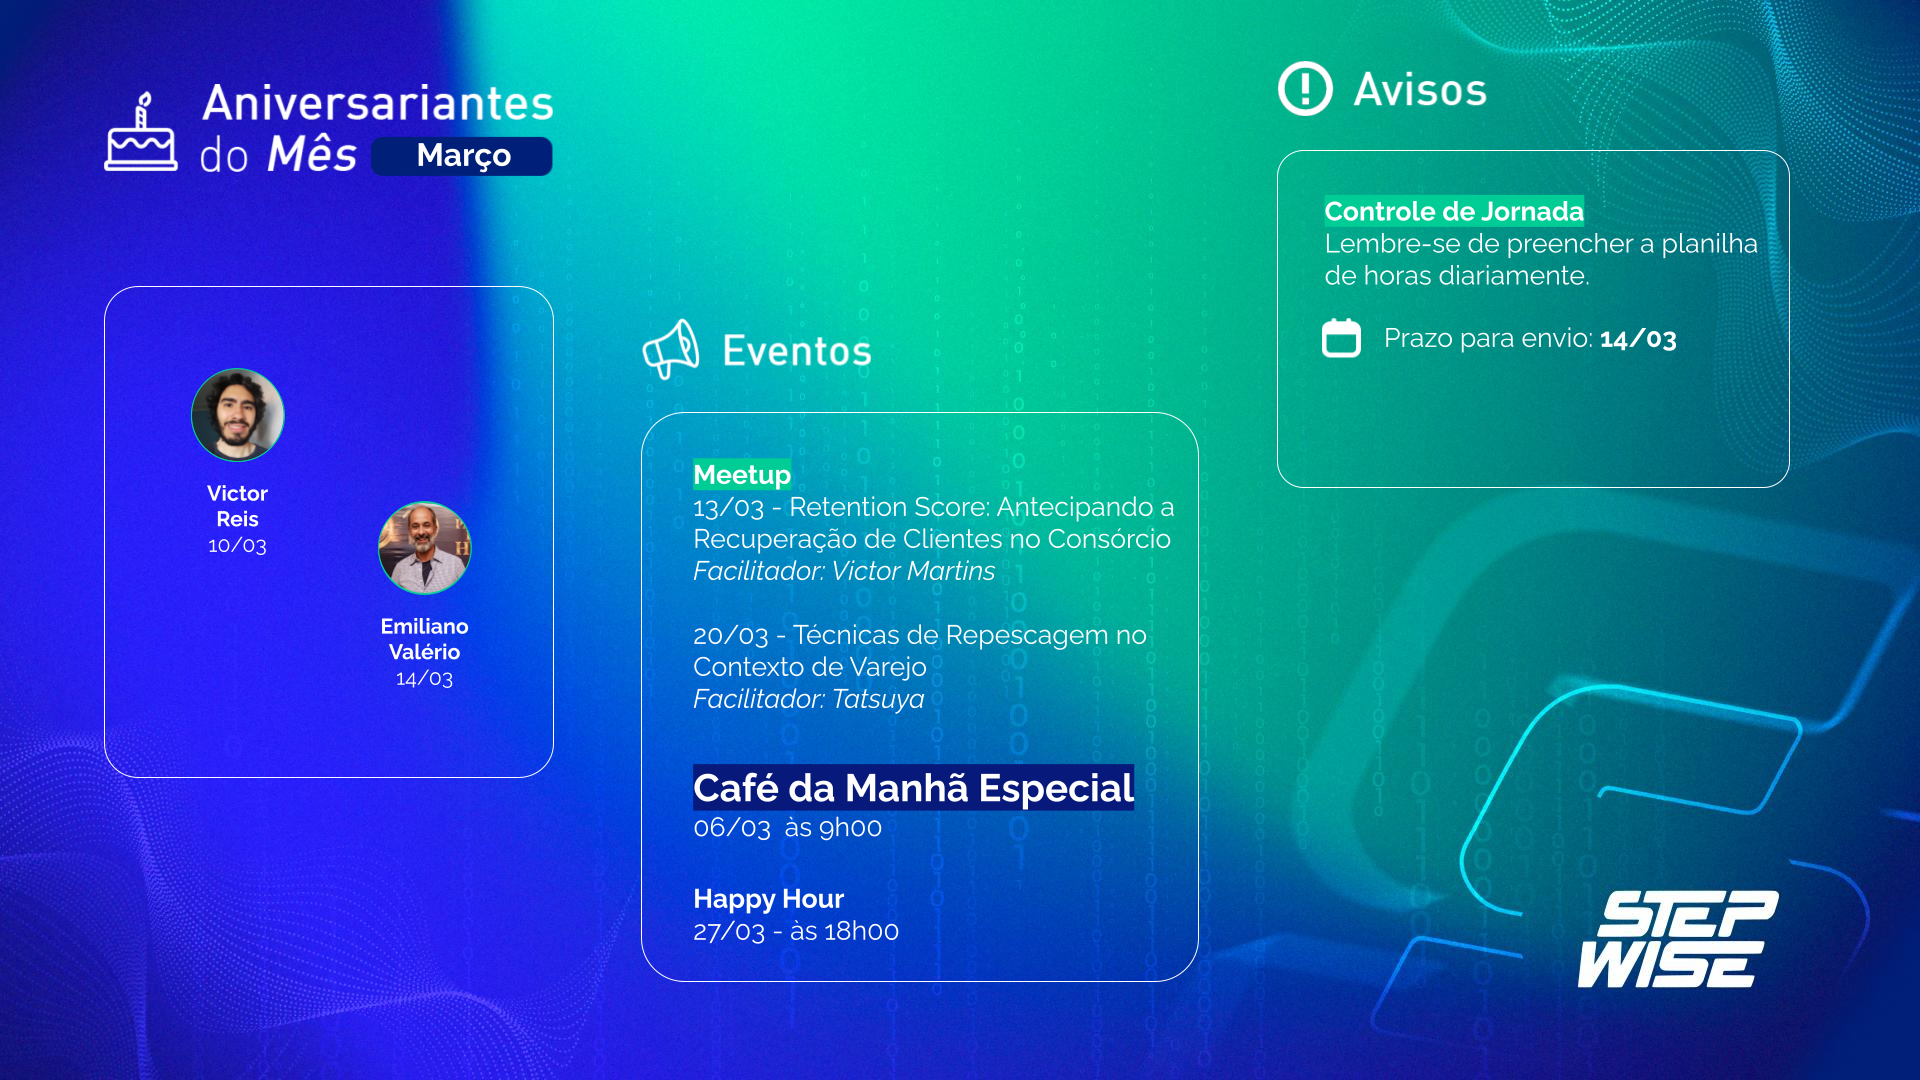 Aniversariantes
do Mês Março
Victor
Reis
10/03
Emiliano
Valério
14/03
Eventos
Meetup
13/03 - Retention Score: Antecipando a
Recuperação de Clientes no Consórcio
Facilitador: Victor Martins
20/03 - Técnicas de Repescagem no
Contexto de Varejo
Facilitador: Tatsuya
Café da Manhã Especial
06/03 às 9h00
Happy Hour
27/03 - às 18h00
Avisos
Controle de Jornada
Lembre-se de preencher a planilha
de horas diariamente.
Prazo para envio: 14/03
STEP
WISE